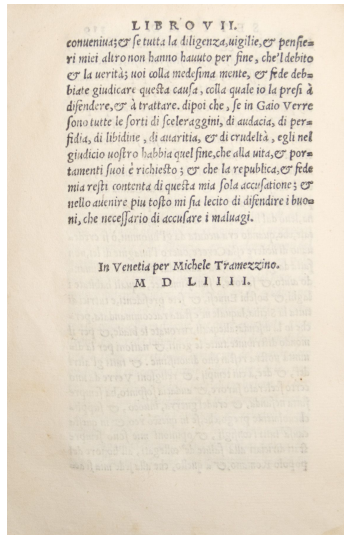 LIBRO VII.
conueniua; & se tutta la diligenza, uigilie, & pensie=
ri miei altro non hanno hauuto per fine, che'l debito
& la uerità; uoi colla medesima mente, & fede deb=
biate giudicare questa causa, colla quale io la presi à
difendere, & à trattare. dipoi che, se in Gaio Verre
sono tutte le sorti di sceleraggini, di audacia, di per=
fidia, di libidine, di auaritia, & di crudeltà, egli nel
giudicio uostro habbia quel fine, che alla uita, & por=
tamenti suoi è richiesto; & che la republica, & fede
mia resti contenta di questa mia sola accusatione; &
nello auenire piu tosto mi sia lecito di difendire i buo=
ni, che necessario di accusare i maluagi.
In Venetia per Michele Tramezzino.
M D LIIII.